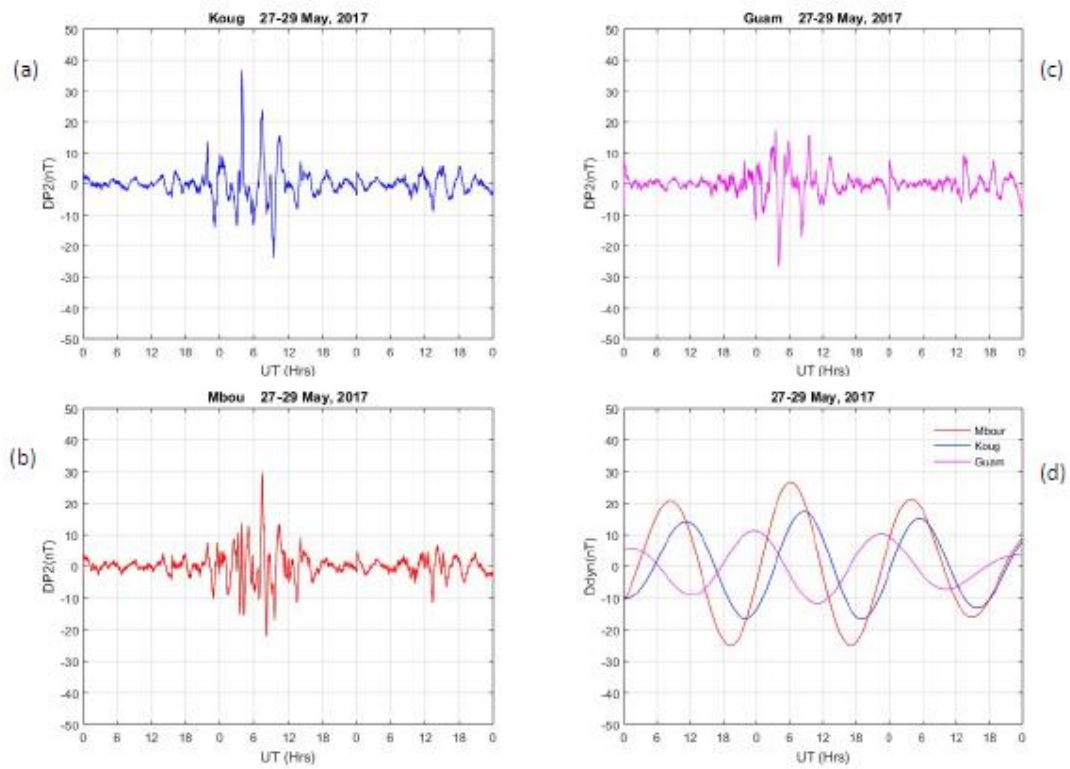 Koug 27-29 May, 2017
(a)
50
40
30
20
10
0
-10
-20
-30
-40
-50
DP2(nT)
0 6 12 18 0 6 12 18 0 6 12 18 0
UT (Hrs)
Guam 27-29 May, 2017
(c)
50
40
30
20
10
0
-10
-20
-30
-40
-50
DP2(nT)
0 6 12 18 0 6 12 18 0 6 12 18 0
UT (Hrs)
Mbou 27-29 May, 2017
(b)
50
40
30
20
10
0
-10
-20
-30
-40
-50
DP2(nT)
0 6 12 18 0 6 12 18 0 6 12 18 0
UT (Hrs)
27-29 May, 2017
(d)
50
40
30
20
10
0
-10
-20
-30
-40
-50
Ddyn(nT)
Mbour
Koug
Guam
0 6 12 18 0 6 12 18 0 6 12 18 0
UT (Hrs)